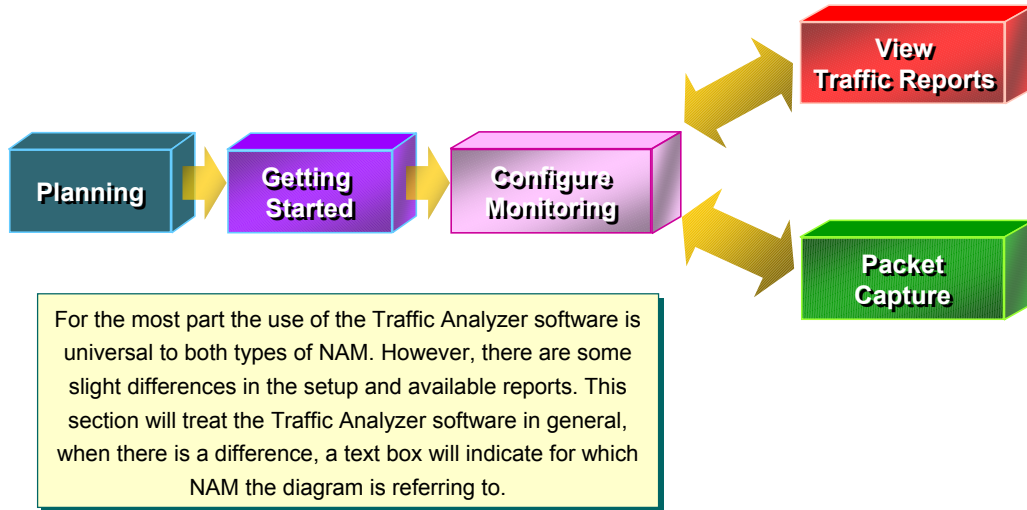 Planning
Getting
Started
Configure
Monitoring
View
Traffic Reports
Packet
Capture
For the most part the use of the Traffic Analyzer software is
universal to both types of NAM. However, there are some
slight differences in the setup and available reports. This
section will treat the Traffic Analyzer software in general,
when there is a difference, a text box will indicate for which
NAM the diagram is referring to.